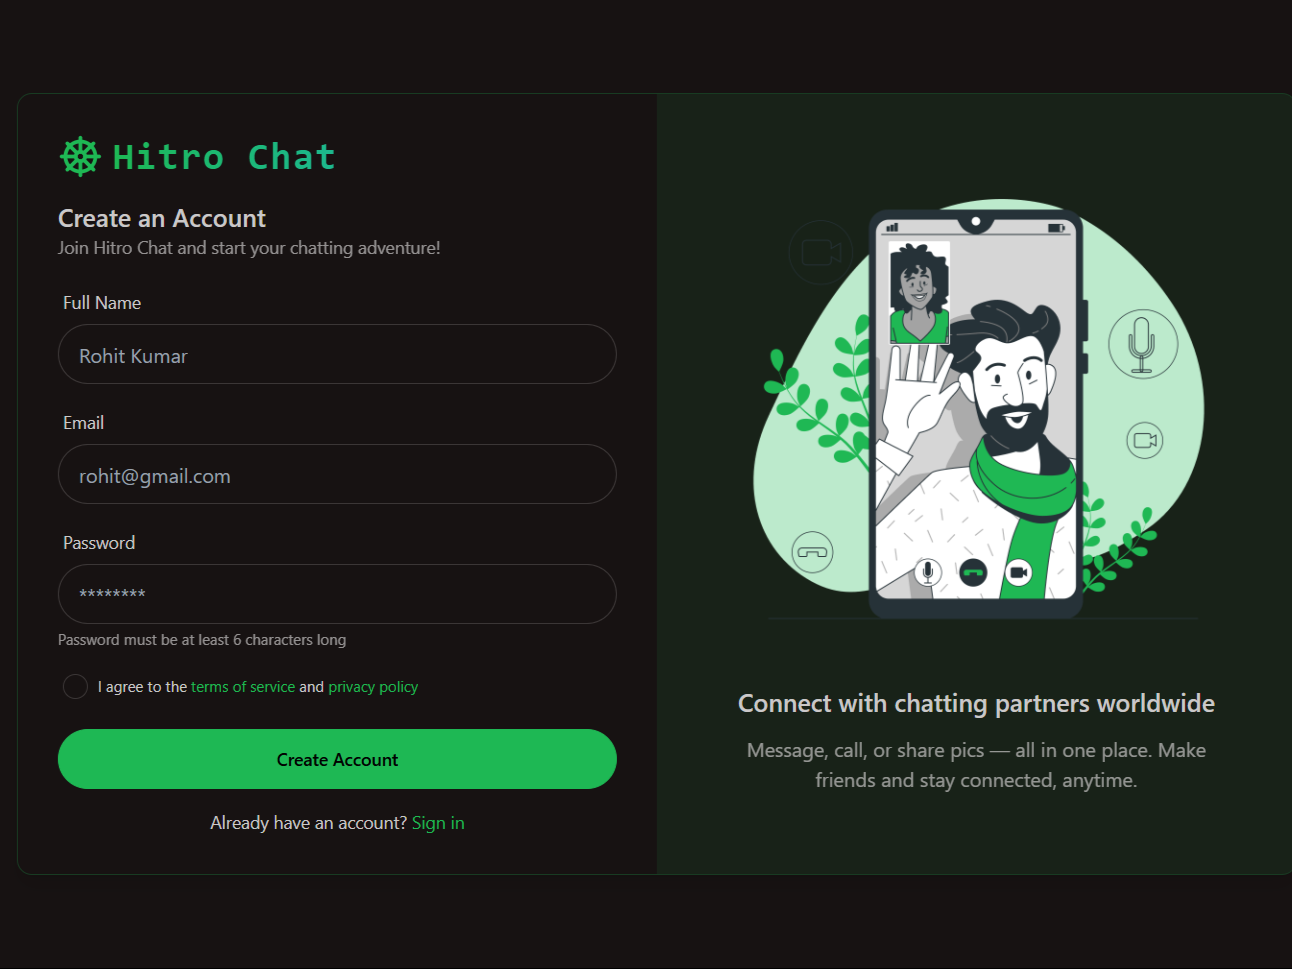 Hitro Chat
Create an Account
Join Hitro Chat and start your chatting adventure!
Full Name
Rohit Kumar
Email
rohit@gmail.com
Password
********
Password must be at least 6 characters long
I agree to the terms of service and privacy policy
Create Account
Already have an account? Sign in
Connect with chatting partners worldwide
Message, call, or share pics — all in one place. Make
friends and stay connected, anytime.